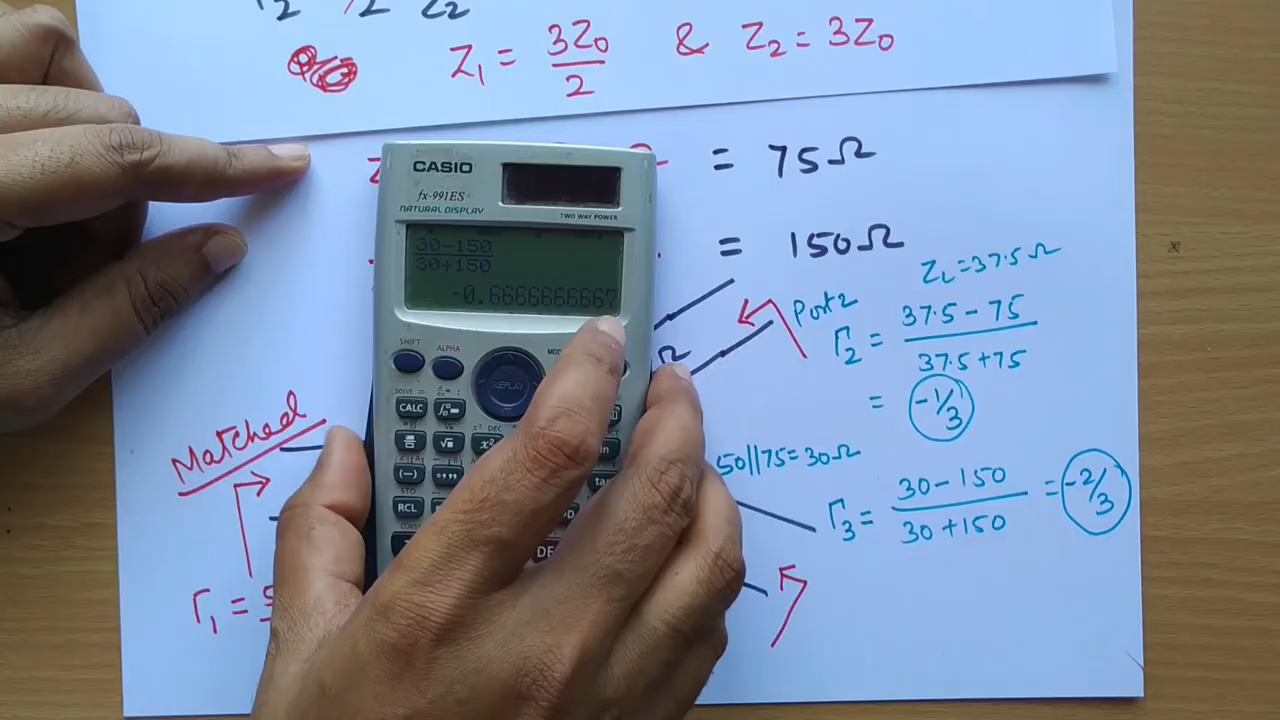 Z₁ = 3Z₀/2 & Z₂ = 3Z₀
= 75Ω
= 150Ω
CASIO
fx-991ES
NATURAL DISPLAY
TWO WAY POWER
30-150
30+150
-0.6666666667
SHIFT
ALPHA
REPLAY
CALC
RCL
STO
Z_L = 37.5Ω
Port 2
Γ₂ = 37.5 - 75 / 37.5 + 75
= -1/3
50||75 = 30Ω
Γ₃ = 30 - 150 / 30 + 150 = -2/3
Matched
Γ₁ =